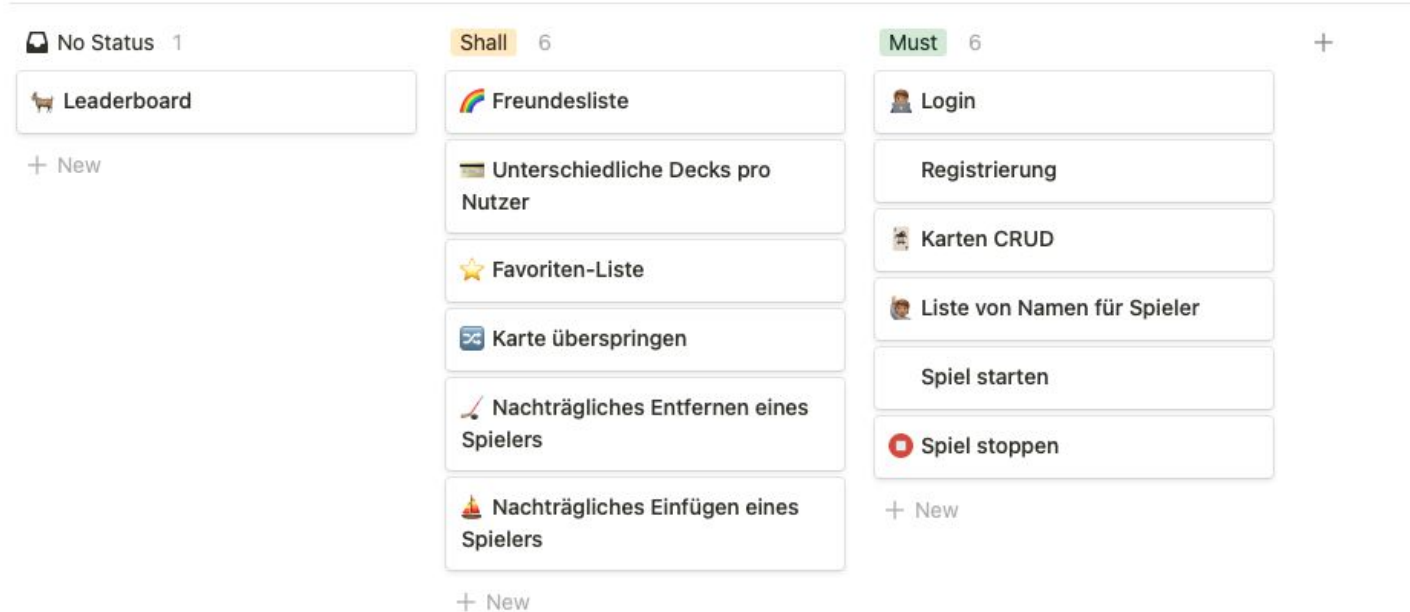 No Status 1
Leaderboard
+ New
Shall 6
Freundesliste
Unterschiedliche Decks pro
Nutzer
Favoriten-Liste
Karte überspringen
Nachträgliches Entfernen eines
Spielers
Nachträgliches Einfügen eines
Spielers
+ New
Must 6
Login
Registrierung
Karten CRUD
Liste von Namen für Spieler
Spiel starten
Spiel stoppen
+ New
+